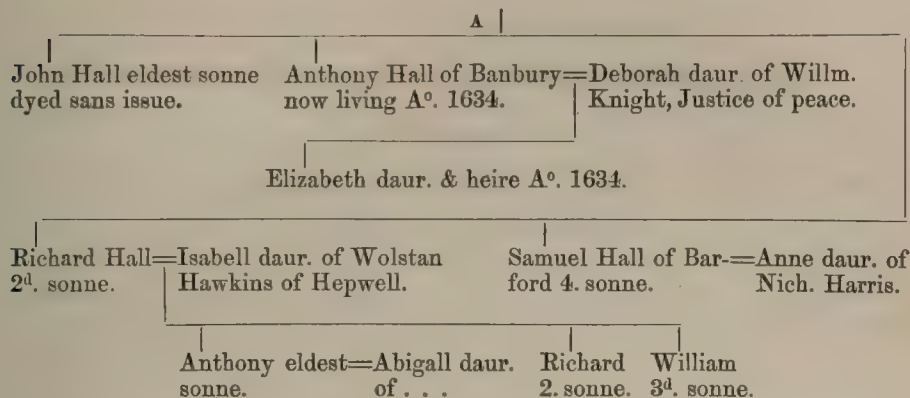 A
John Hall eldest sonne
dyed sans issue.
Anthony Hall of Banbury=Deborah daur. of Willm.
now living Aº. 1634. Knight, Justice of peace.
Elizabeth daur. & heire Aº. 1634.
Richard Hall=Isabell daur. of Wolstan
2d. sonne. Hawkins of Hepwell.
Samuel Hall of Bar-=Anne daur. of
ford 4. sonne. Nich. Harris.
Anthony eldest=Abigall daur.
sonne. of . . .
Richard
2. sonne.
William
3d. sonne.